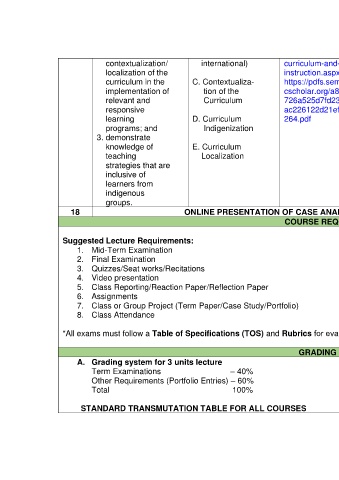 contextualization/
localization of the
curriculum in the
implementation of
relevant and
responsive
learning
programs; and
3. demonstrate
knowledge of
teaching
strategies that are
inclusive of
learners from
indigenous
groups.
international)
C. Contextualiza-
tion of the
Curriculum
D. Curriculum
Indigenization
E. Curriculum
Localization
curriculum-and-
instruction.aspx
https://pdfs.sem
cscholar.org/a8
726a525d7fd23
ac226122d21ef
264.pdf
18 ONLINE PRESENTATION OF CASE ANAL
COURSE REQ
Suggested Lecture Requirements:
1. Mid-Term Examination
2. Final Examination
3. Quizzes/Seat works/Recitations
4. Video presentation
5. Class Reporting/Reaction Paper/Reflection Paper
6. Assignments
7. Class or Group Project (Term Paper/Case Study/Portfolio)
8. Class Attendance
*All exams must follow a Table of Specifications (TOS) and Rubrics for eva
GRADING
A. Grading system for 3 units lecture
Term Examinations – 40%
Other Requirements (Portfolio Entries) – 60%
Total 100%
STANDARD TRANSMUTATION TABLE FOR ALL COURSES